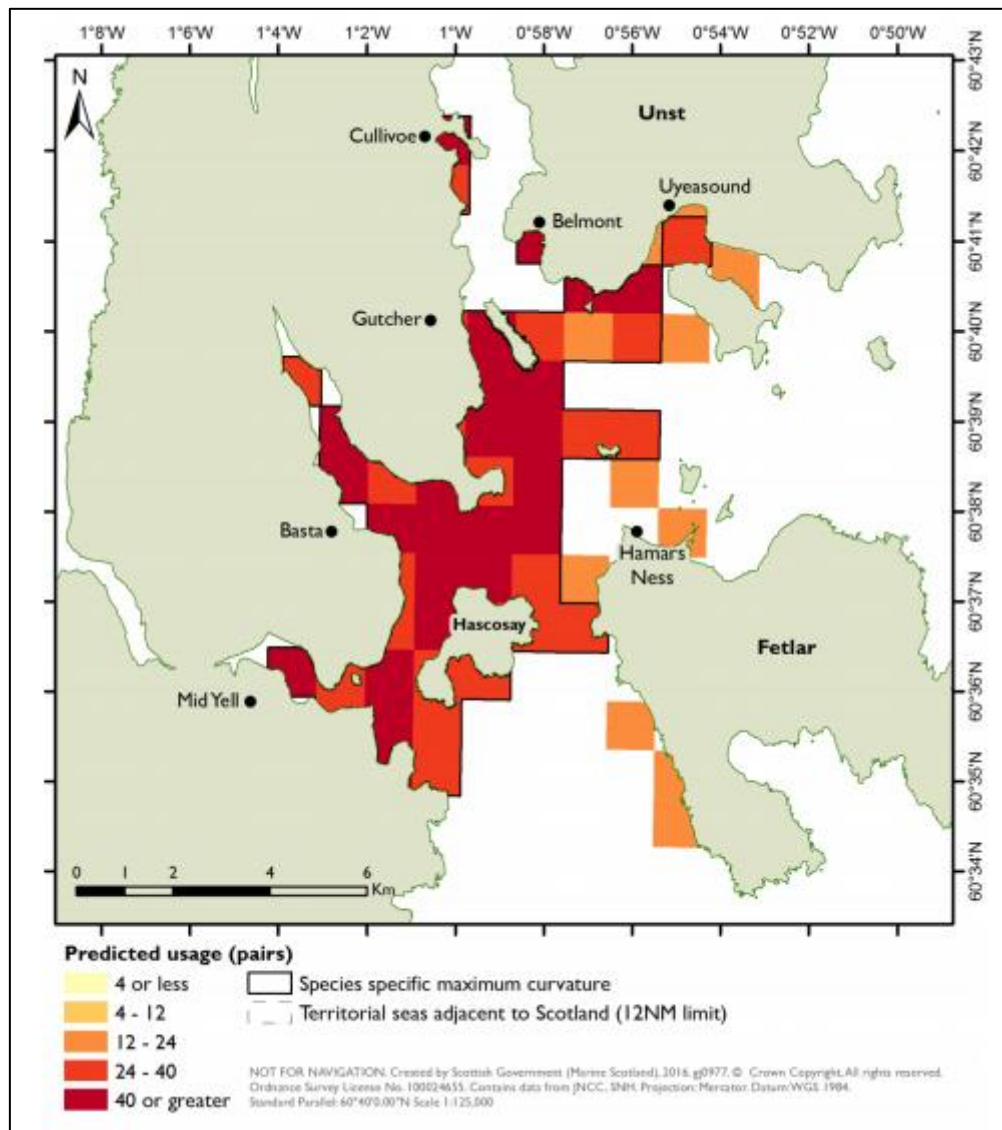 1°8'W 1°6'W 1°4'W 1°2'W 1°0'W 0°58'W 0°56'W 0°54'W 0°52'W 0°50'W
60°43'N
N
Unst
Cullivoe
60°42'N
Uyeasound
Belmont
60°41'N
Gutcher
60°40'N
60°39'N
60°38'N
Basta
Hamars
Ness
60°37'N
Hascosay
Fetlar
60°36'N
Mid Yell
60°35'N
60°34'N
0 1 2 4 6
Km
Predicted usage (pairs)
4 or less
4 - 12
12 - 24
24 - 40
40 or greater
Species specific maximum curvature
Territorial seas adjacent to Scotland (12NM limit)
NOT FOR NAVIGATION. Created by Scottish Government (Marine Scotland), 2016. gj0977. © Crown Copyright. All rights reserved.
Ordnance Survey License No. 100024655. Contains data from JNCC, SNH. Projection: Mercator. Datum: WGS 1984.
Standard Parallel: 60°40'0.00"N Scale 1:125,000